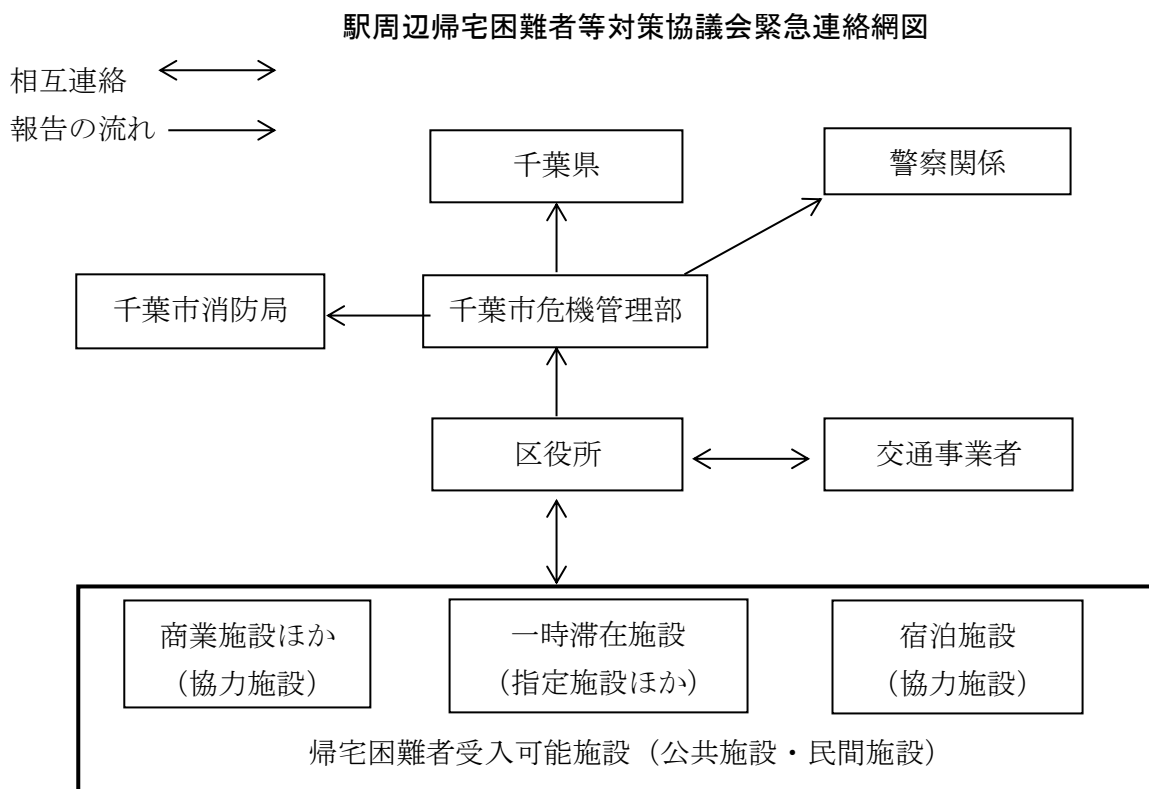 駅周辺帰宅困難者等対策協議会緊急連絡網図
相互連絡
報告の流れ
千葉県
警察関係
千葉市消防局
千葉市危機管理部
区役所
交通事業者
商業施設ほか
（協力施設）
一時滞在施設
（指定施設ほか）
宿泊施設
（協力施設）
帰宅困難者受入可能施設（公共施設・民間施設）